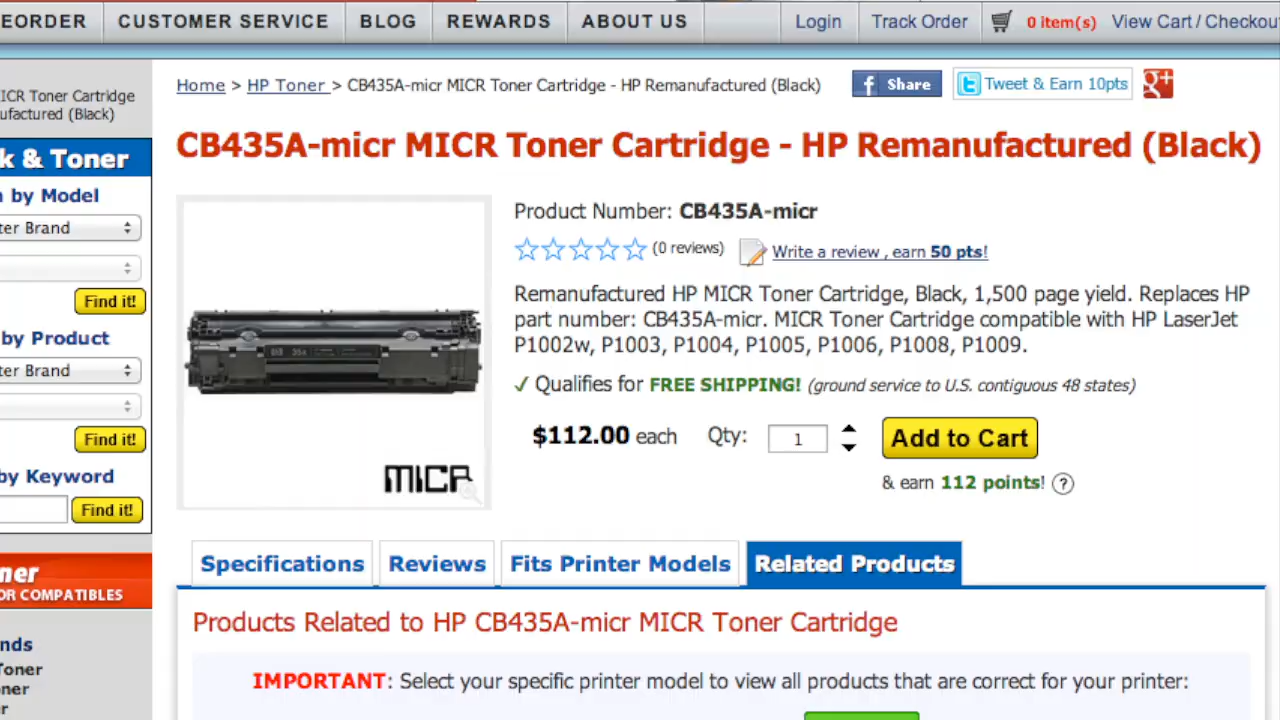 EORDER CUSTOMER SERVICE BLOG REWARDS ABOUT US Login Track Order 0 item(s) View Cart / Checkou
Home > HP Toner > CB435A-micr MICR Toner Cartridge - HP Remanufactured (Black) f Share Tweet & Earn 10pts g+
ICR Toner Cartridge
ufactured (Black)
CB435A-micr MICR Toner Cartridge - HP Remanufactured (Black)
k & Toner
by Model
ter Brand
Find it!
by Product
ter Brand
Find it!
by Keyword
Find it!
ner
OR COMPATIBLES
nds
Toner
ner
r
MICR
Product Number: CB435A-micr
(0 reviews) Write a review , earn 50 pts!
Remanufactured HP MICR Toner Cartridge, Black, 1,500 page yield. Replaces HP
part number: CB435A-micr. MICR Toner Cartridge compatible with HP LaserJet
P1002w, P1003, P1004, P1005, P1006, P1008, P1009.
✓ Qualifies for FREE SHIPPING! (ground service to U.S. contiguous 48 states)
$112.00 each Qty: 1 Add to Cart
& earn 112 points! ?
Specifications Reviews Fits Printer Models Related Products
Products Related to HP CB435A-micr MICR Toner Cartridge
IMPORTANT: Select your specific printer model to view all products that are correct for your printer: